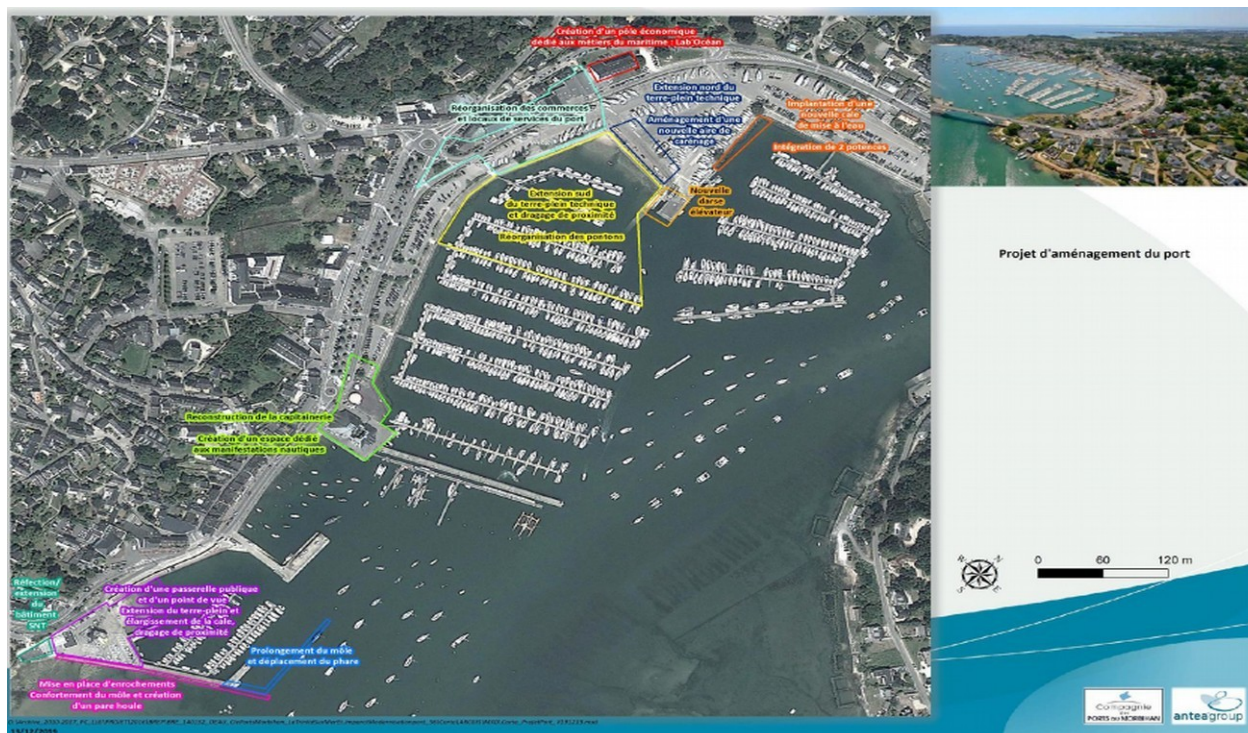 Création d'un pôle économique
dédié aux métiers du maritime : Lab'Océan
Réorganisation des commerces
et locaux de services du port
Extension nord du
terre-plein technique
Aménagement d'une
nouvelle aire de
carénage
Implantation d'une
nouvelle cale
de mise à l'eau
Intégration de 2 potences
Extension sud
du terre-plein technique
et dragage de proximité
Réorganisation des pontons
Nouvelle
darse
élévateur
Projet d'aménagement du port
Reconstruction de la capitainerie
Création d'un espace dédié
aux manifestations nautiques
Réfection/
extension
du
bâtiment
SNT
Création d'une passerelle publique
et d'un point de vue
Extension du terre-plein et
élargissement de la cale,
dragage de proximité
Prolongement du môle
et déplacement du phare
Mise en place d'enrochements
Confortement du môle et création
d'un pare houle
N
E
S
0 60 120 m
Compagnie
des
PORTS DU MORBIHAN
anteagroup